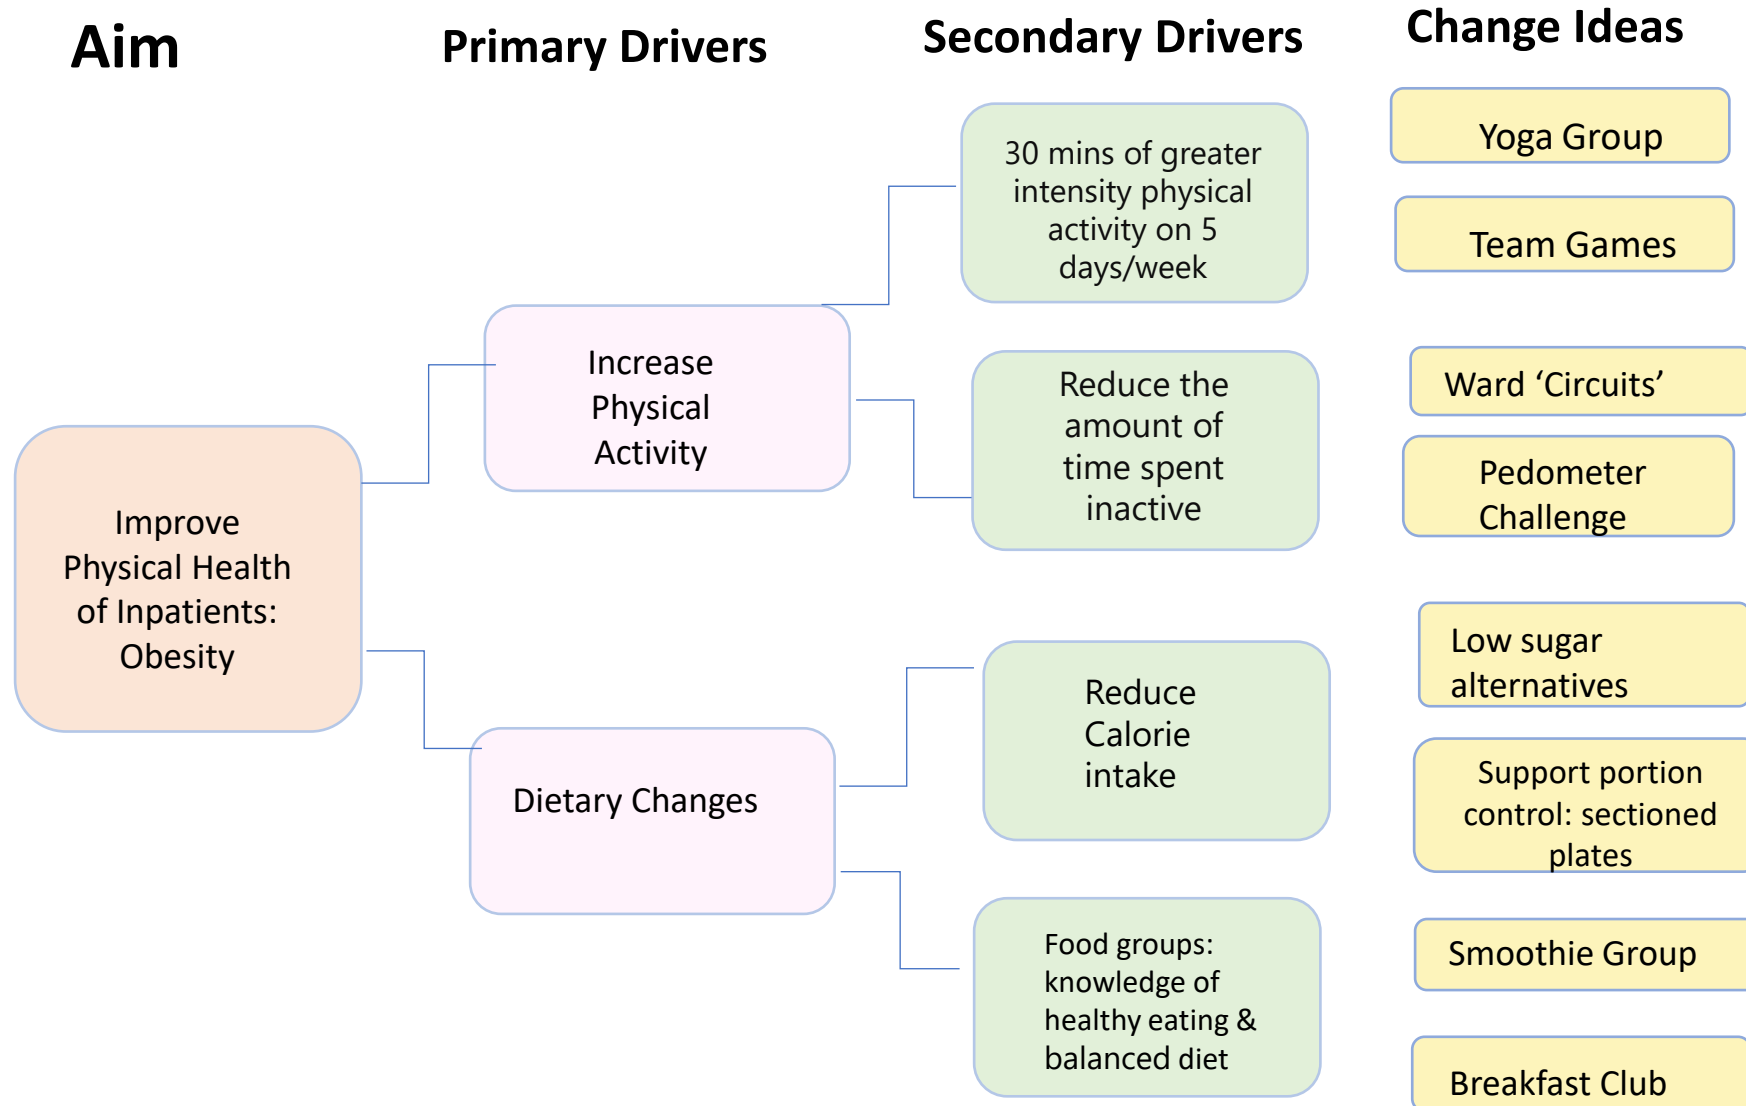 Aim
Primary Drivers
Secondary Drivers
Change Ideas
Improve
Physical Health
of Inpatients:
Obesity
Increase
Physical
Activity
Dietary Changes
30 mins of greater
intensity physical
activity on 5
days/week
Reduce the
amount of
time spent
inactive
Reduce
Calorie
intake
Food groups:
knowledge of
healthy eating &
balanced diet
Yoga Group
Team Games
Ward ‘Circuits’
Pedometer
Challenge
Low sugar
alternatives
Support portion
control: sectioned
plates
Smoothie Group
Breakfast Club